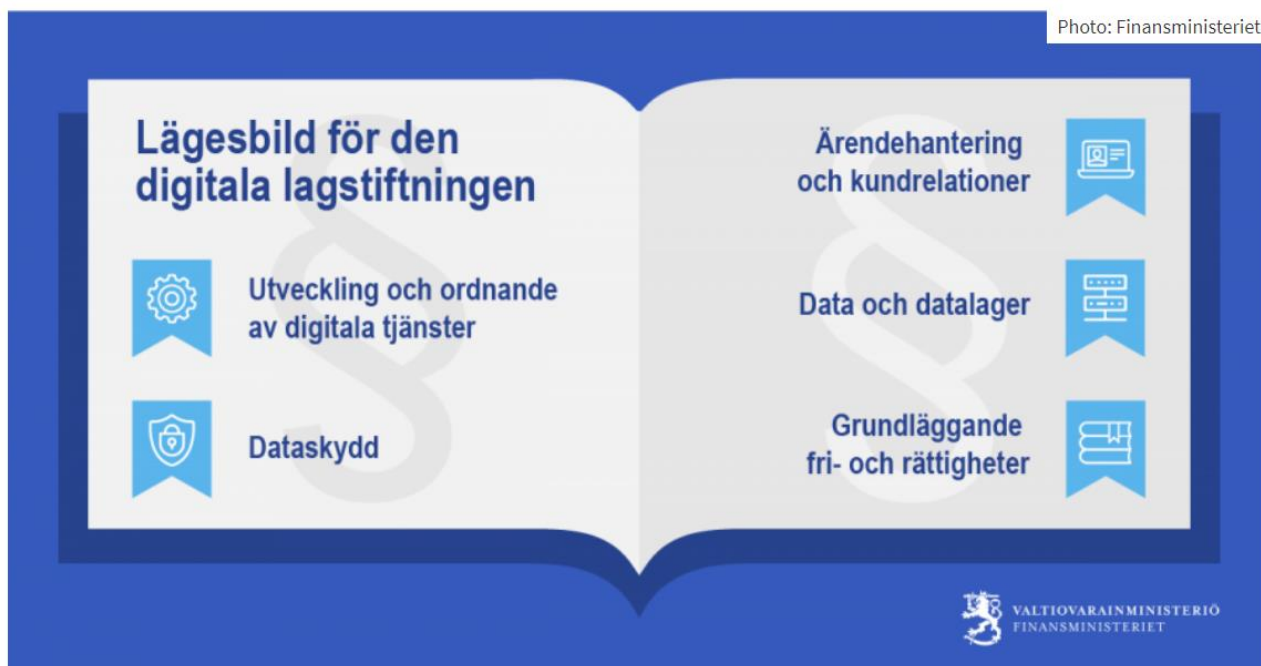 Photo: Finansministeriet
Lägesbild för den
digitala lagstiftningen
Utveckling och ordnande
av digitala tjänster
Dataskydd
Ärendehantering
och kundrelationer
Data och datalager
Grundläggande
fri- och rättigheter
VALTIOVARAINMINISTERIÖ
FINANSMINISTERIET